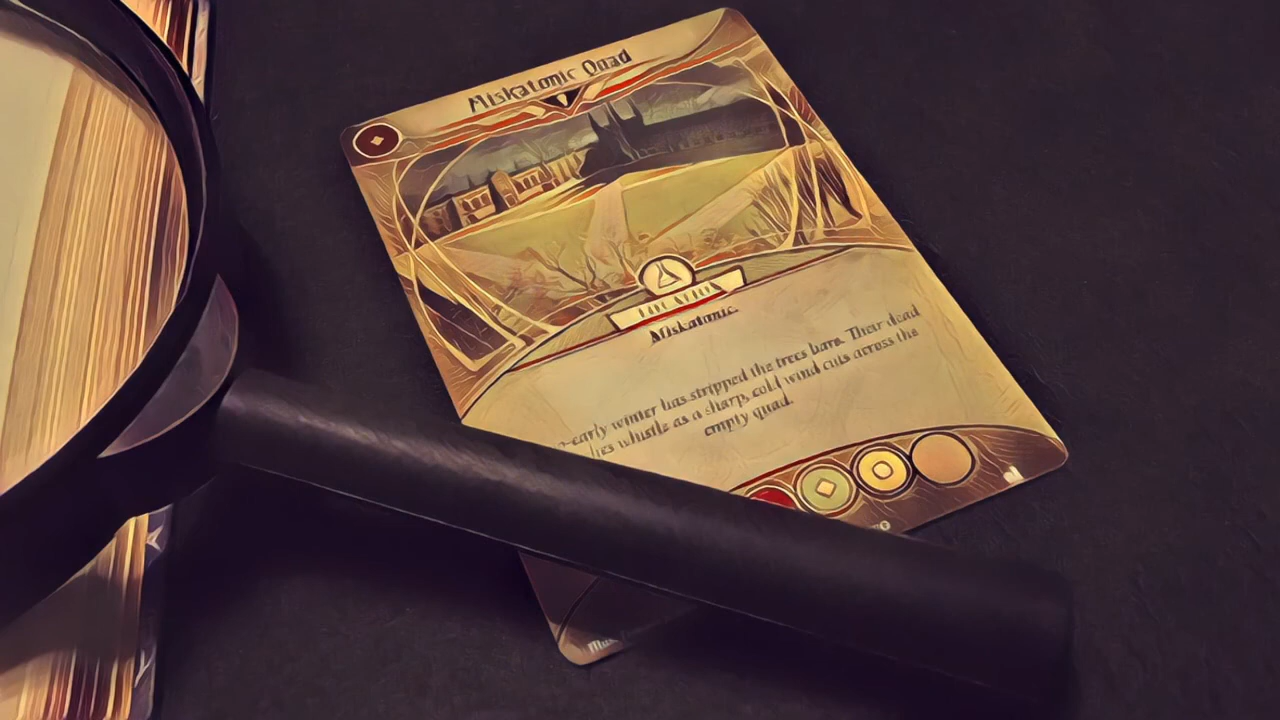 Miskatonic Quad
LOCATION
Miskatonic.
-early winter has stripped the trees bare. Their dead
lies whistle as a sharp, cold wind cuts across the
empty quad.